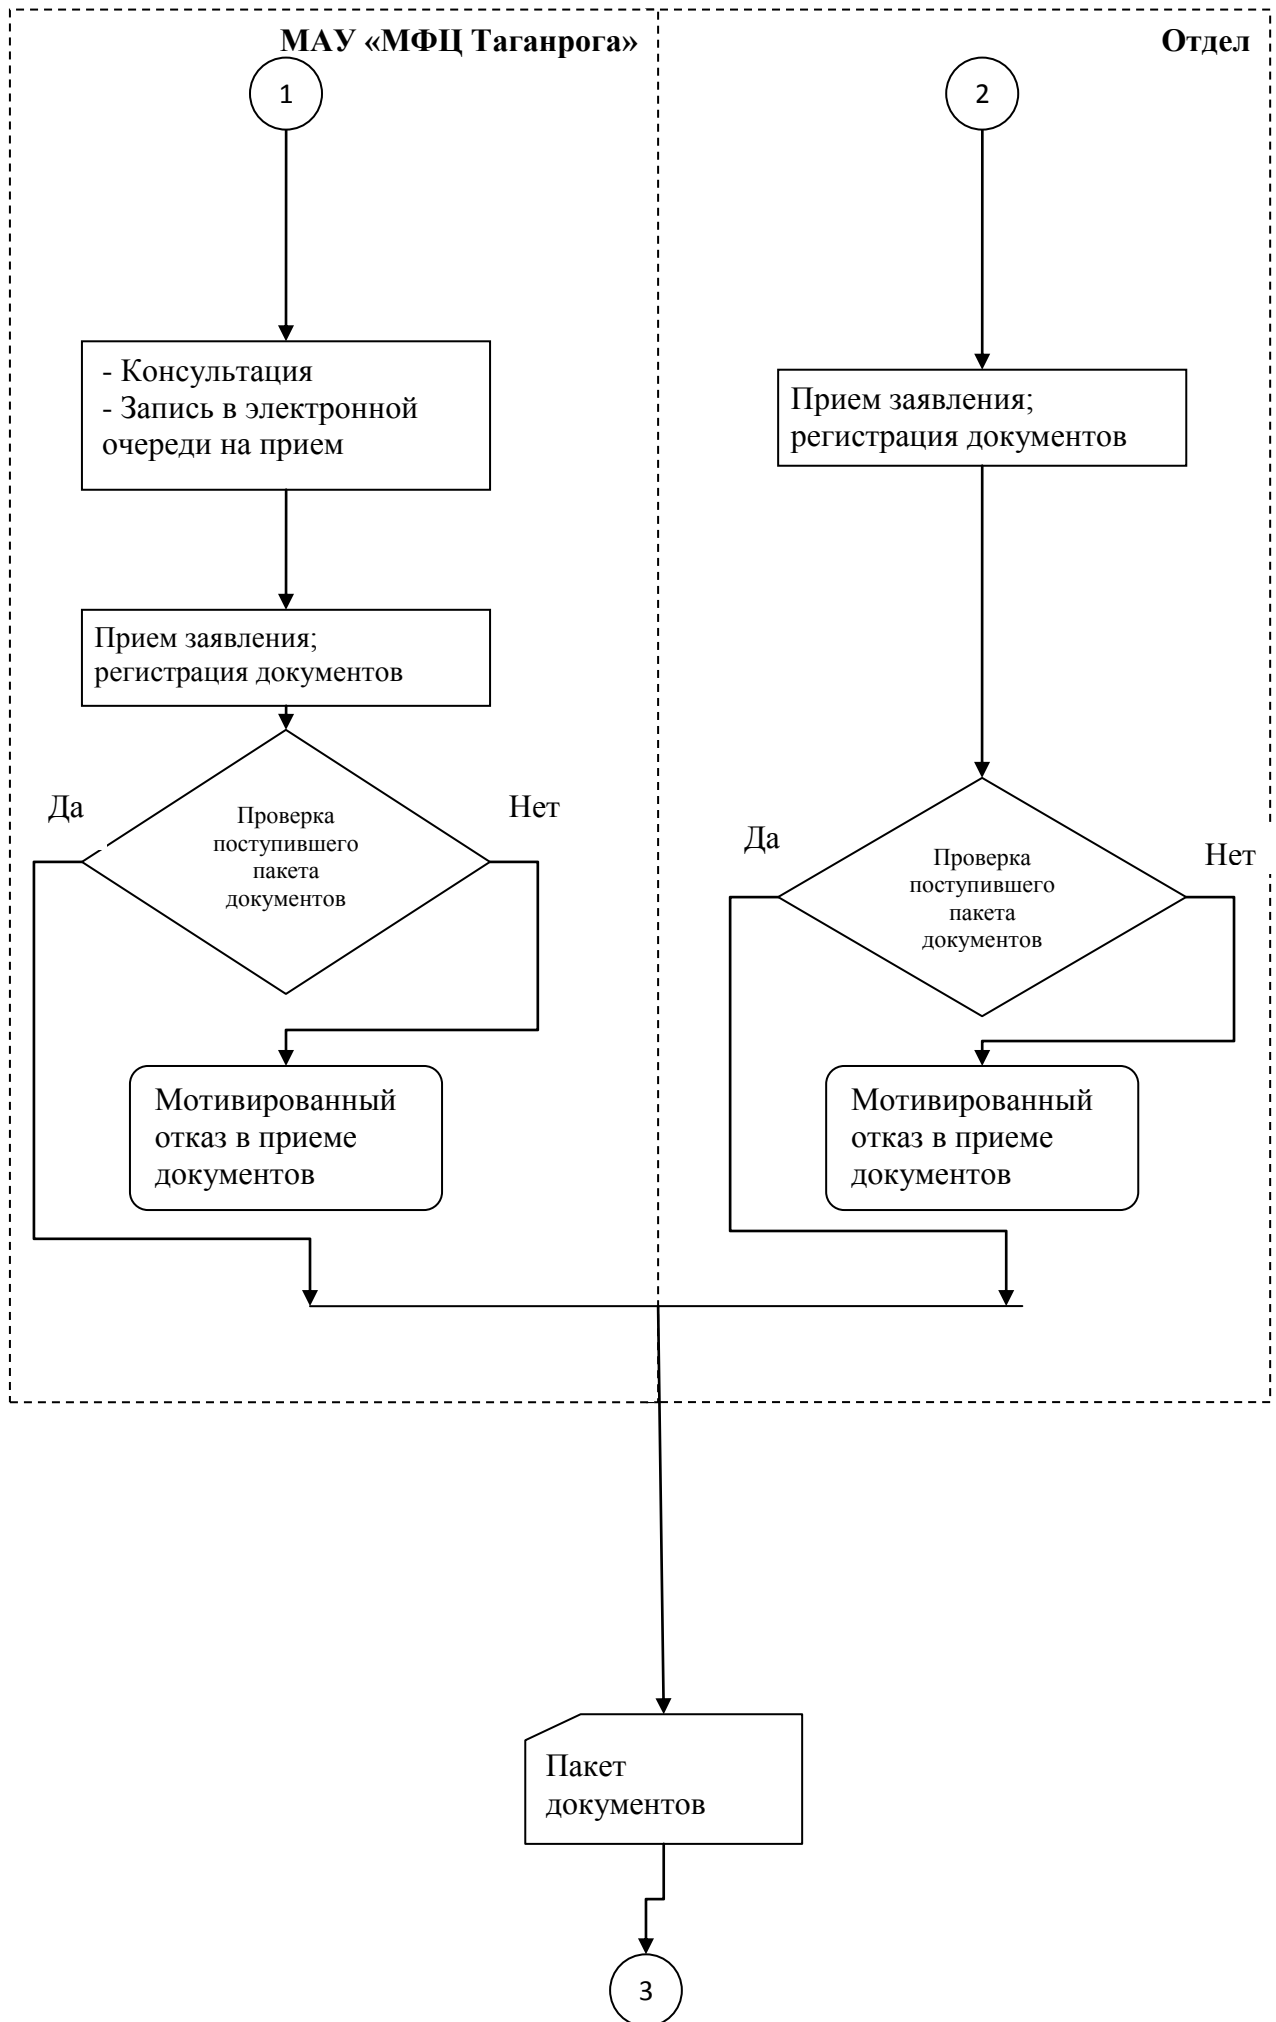 МАУ «МФЦ Таганрога»
Отдел
1
2
- Консультация
- Запись в электронной
очереди на прием
Прием заявления;
регистрация документов
Прием заявления;
регистрация документов
Да
Нет
Проверка
поступившего
пакета
документов
Да
Нет
Проверка
поступившего
пакета
документов
Мотивированный
отказ в приеме
документов
Мотивированный
отказ в приеме
документов
Пакет
документов
3